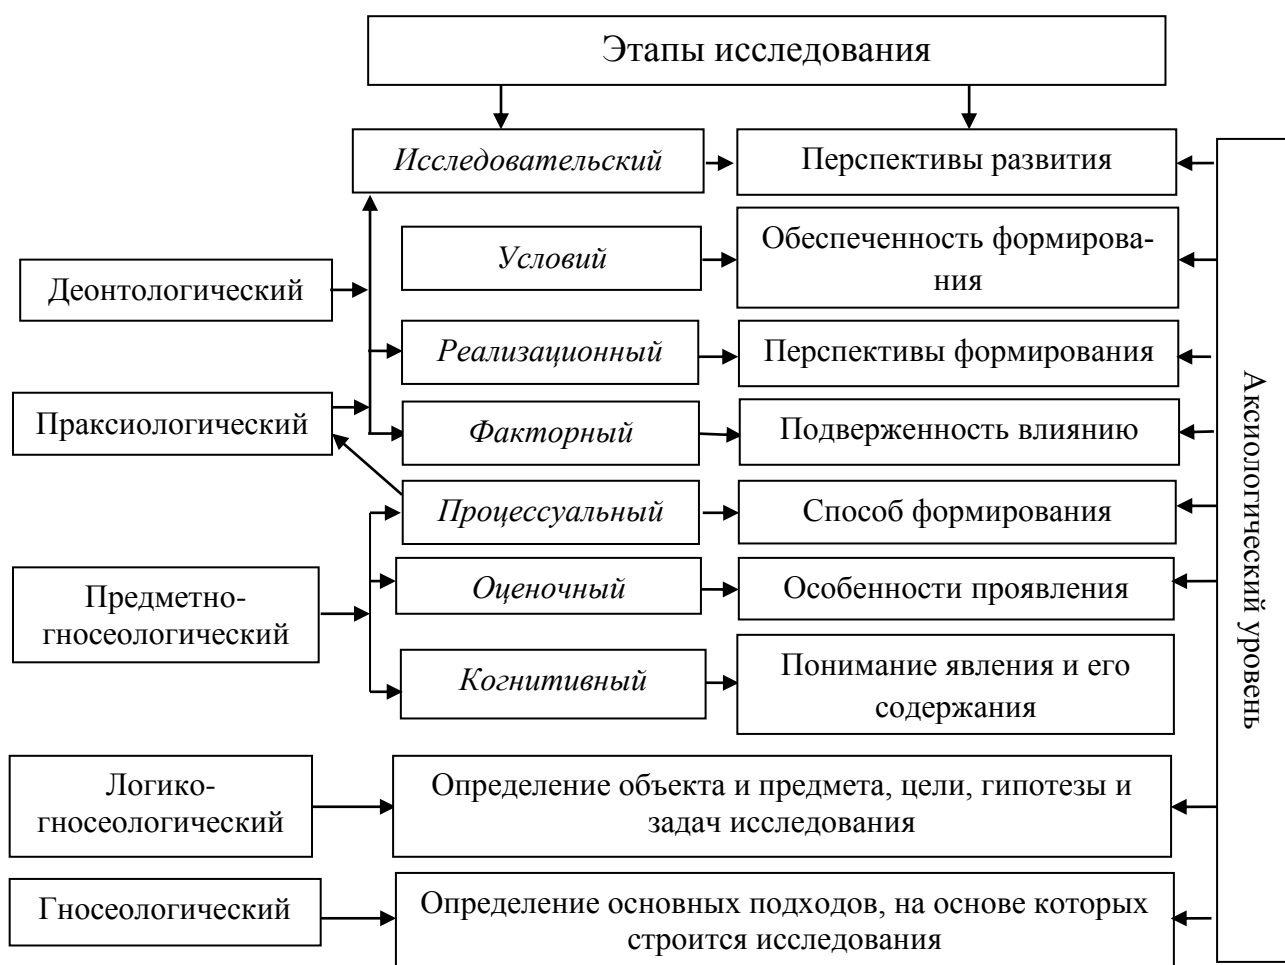 Этапы исследования
Исследовательский
Перспективы развития
Условий
Обеспеченность формирова-
ния
Деонтологический
Реализационный
Перспективы формирования
Праксиологический
Факторный
Подверженность влиянию
Процессуальный
Способ формирования
Предметно-
гносеологический
Оценочный
Особенности проявления
Когнитивный
Понимание явления и его
содержания
Логико-
гносеологический
Определение объекта и предмета, цели, гипотезы и
задач исследования
Гносеологический
Определение основных подходов, на основе которых
строится исследования
Аксиологический уровень